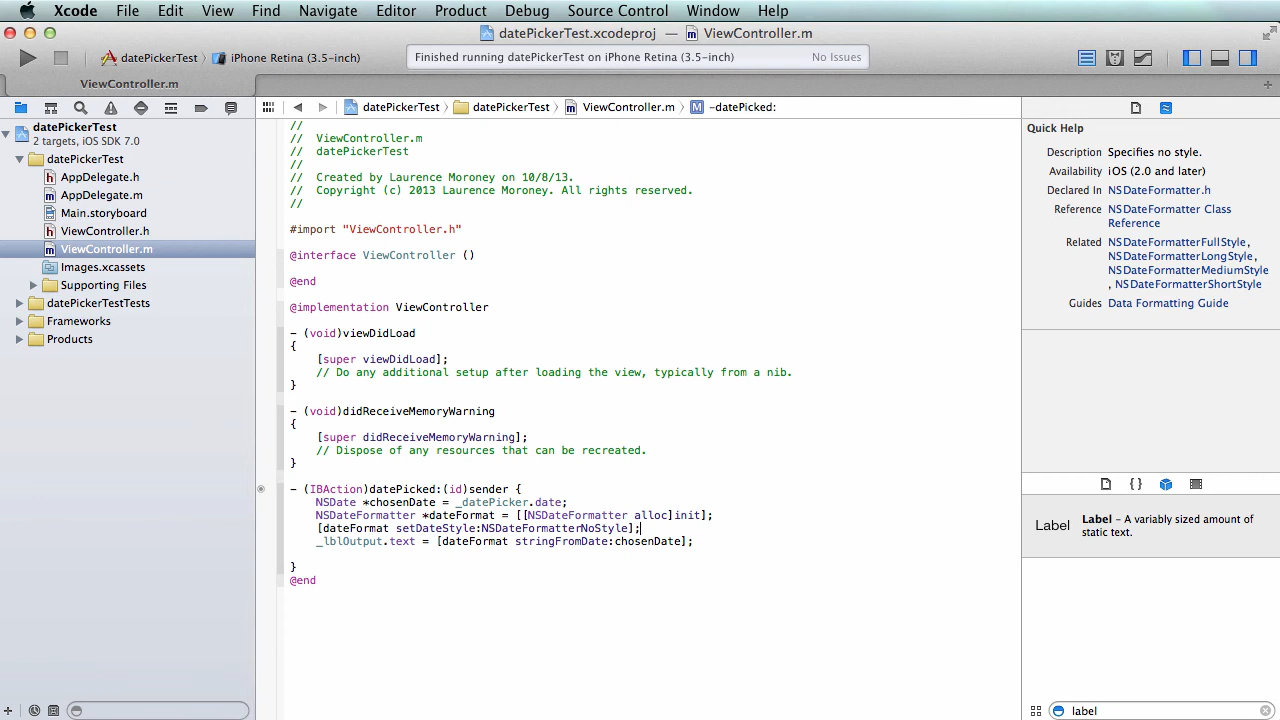 Xcode File Edit View Find Navigate Editor Product Debug Source Control Window Help
datePickerTest.xcodeproj — ViewController.m
datePickerTest iPhone Retina (3.5-inch)
Finished running datePickerTest on iPhone Retina (3.5-inch) No Issues
ViewController.m
datePickerTest datePickerTest ViewController.m -datePicked:
datePickerTest
2 targets, iOS SDK 7.0
datePickerTest
AppDelegate.h
AppDelegate.m
Main.storyboard
ViewController.h
ViewController.m
Images.xcassets
Supporting Files
datePickerTestTests
Frameworks
Products
//
// ViewController.m
// datePickerTest
//
// Created by Laurence Moroney on 10/8/13.
// Copyright (c) 2013 Laurence Moroney. All rights reserved.
//
#import "ViewController.h"
@interface ViewController ()
@end
@implementation ViewController
- (void)viewDidLoad
{
[super viewDidLoad];
// Do any additional setup after loading the view, typically from a nib.
}
- (void)didReceiveMemoryWarning
{
[super didReceiveMemoryWarning];
// Dispose of any resources that can be recreated.
}
- (IBAction)datePicked:(id)sender {
NSDate *chosenDate = _datePicker.date;
NSDateFormatter *dateFormat = [[NSDateFormatter alloc]init];
[dateFormat setDateStyle:NSDateFormatterNoStyle];
_lblOutput.text = [dateFormat stringFromDate:chosenDate];
}
@end
Quick Help
Description Specifies no style.
Availability iOS (2.0 and later)
Declared In NSDateFormatter.h
Reference NSDateFormatter Class
Reference
Related NSDateFormatterFullStyle,
NSDateFormatterLongStyle,
NSDateFormatterMediumStyle
, NSDateFormatterShortStyle
Guides Data Formatting Guide
Label Label – A variably sized amount of
static text.
label